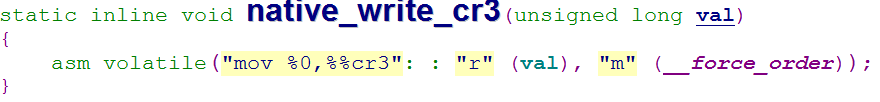 static inline void native_write_cr3(unsigned long val)
{
    asm volatile("mov %0,%%cr3": : "r" (val), "m" (__force_order));
}